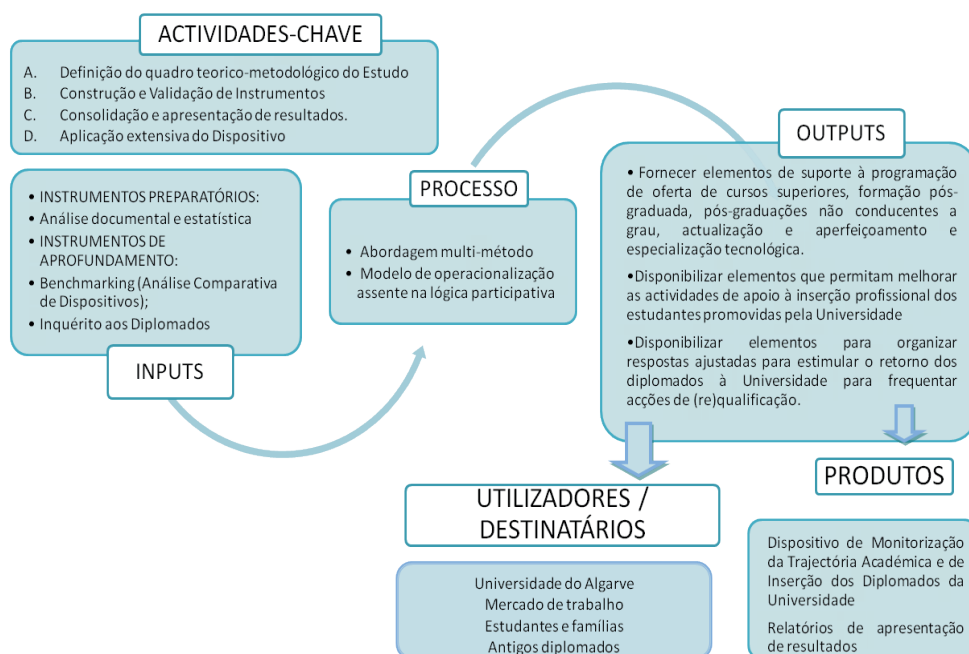 ACTIVIDADES-CHAVE
A. Definição do quadro teorico-metodológico do Estudo
B. Construção e Validação de Instrumentos
C. Consolidação e apresentação de resultados.
D. Aplicação extensiva do Dispositivo
• INSTRUMENTOS PREPARATÓRIOS:
• Análise documental e estatística
• INSTRUMENTOS DE
APROFUNDAMENTO:
• Benchmarking (Análise Comparativa
de Dispositivos);
• Inquérito aos Diplomados
INPUTS
PROCESSO
• Abordagem multi-método
• Modelo de operacionalização
assente na lógica participativa
OUTPUTS
• Fornecer elementos de suporte à programação
de oferta de cursos superiores, formação pós-
graduada, pós-graduações não conducentes a
grau, actualização e aperfeiçoamento e
especialização tecnológica.
•Disponibilizar elementos que permitam melhorar
as actividades de apoio à inserção profissional dos
estudantes promovidas pela Universidade
•Disponibilizar elementos para organizar
respostas ajustadas para estimular o retorno dos
diplomados à Universidade para frequentar
acções de (re)qualificação.
UTILIZADORES /
DESTINATÁRIOS
Universidade do Algarve
Mercado de trabalho
Estudantes e famílias
Antigos diplomados
PRODUTOS
Dispositivo de Monitorização
da Trajectória Académica e de
Inserção dos Diplomados da
Universidade
Relatórios de apresentação
de resultados